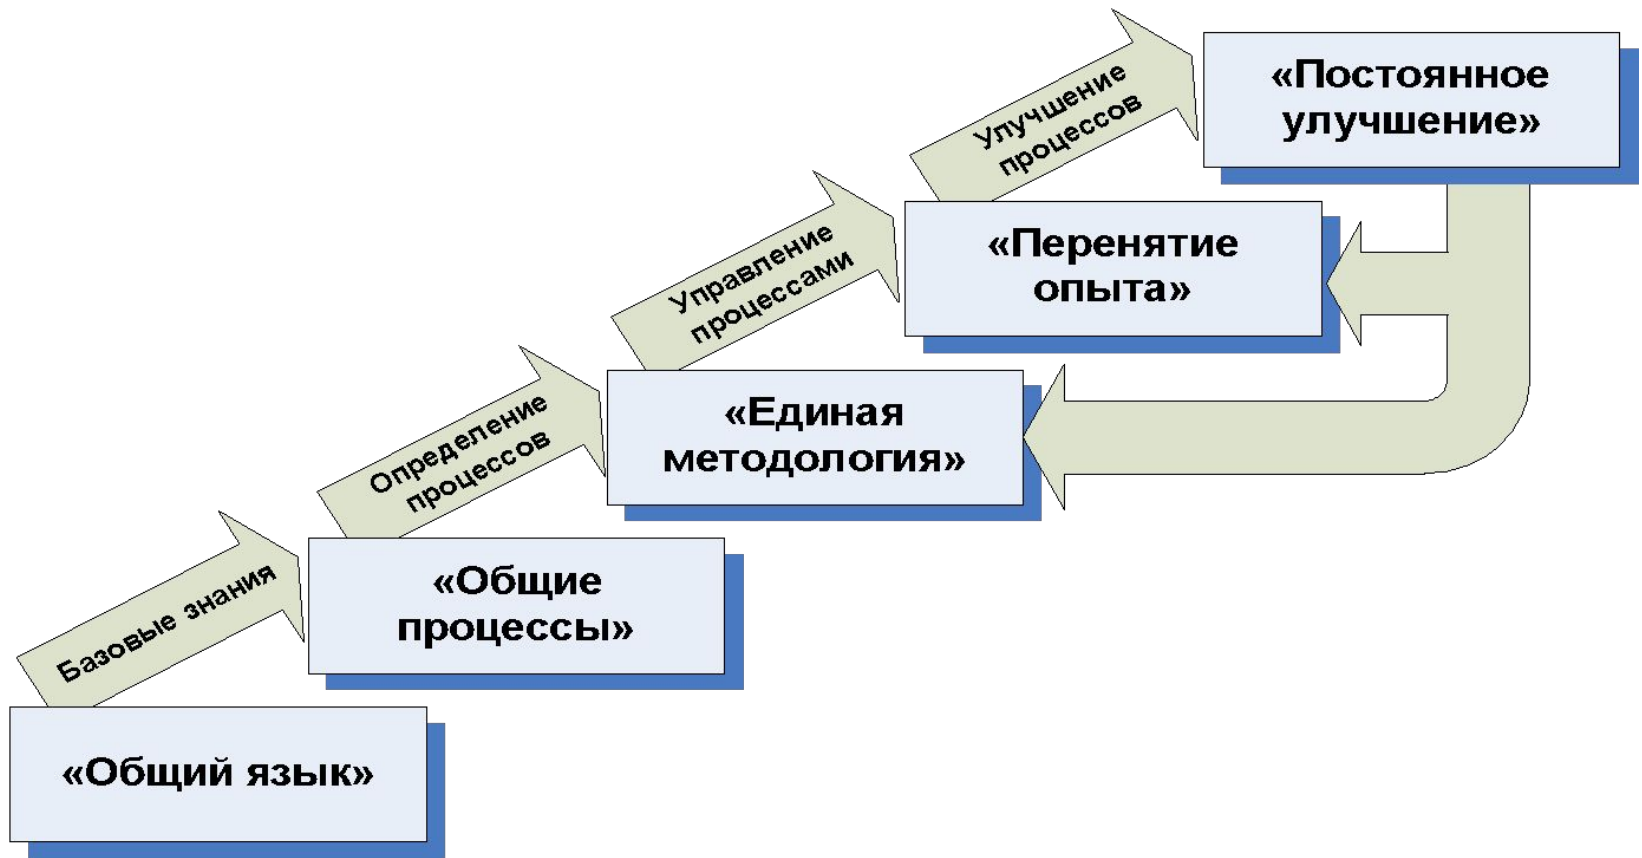 Улучшение
процессов
«Постоянное
улучшение»
Управление
процессами
«Перенятие
опыта»
Определение
процессов
«Единая
методология»
Базовые знания
«Общие
процессы»
«Общий язык»